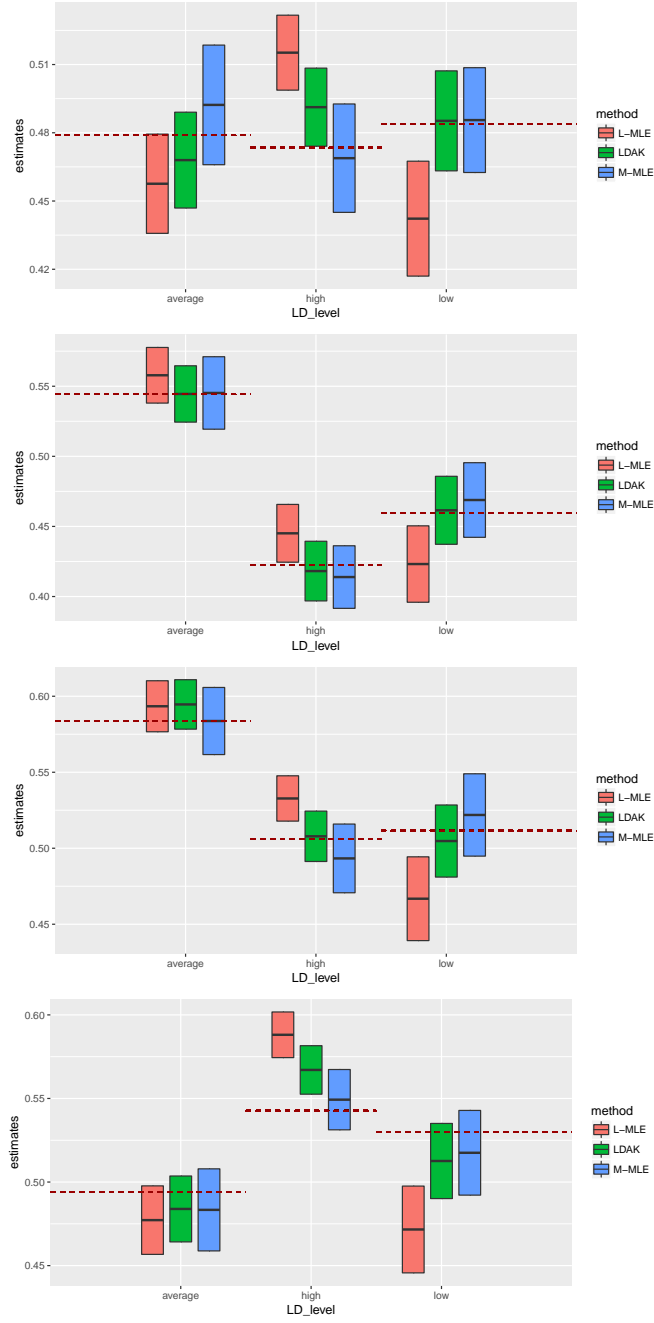 estimates
0.51
0.48
0.45
0.42
average
high
low
LD_level
method
L-MLE
LDAK
M-MLE
estimates
0.55
0.50
0.45
0.40
average
high
low
LD_level
method
L-MLE
LDAK
M-MLE
estimates
0.60
0.55
0.50
0.45
average
high
low
LD_level
method
L-MLE
LDAK
M-MLE
estimates
0.60
0.55
0.50
0.45
average
high
low
LD_level
method
L-MLE
LDAK
M-MLE